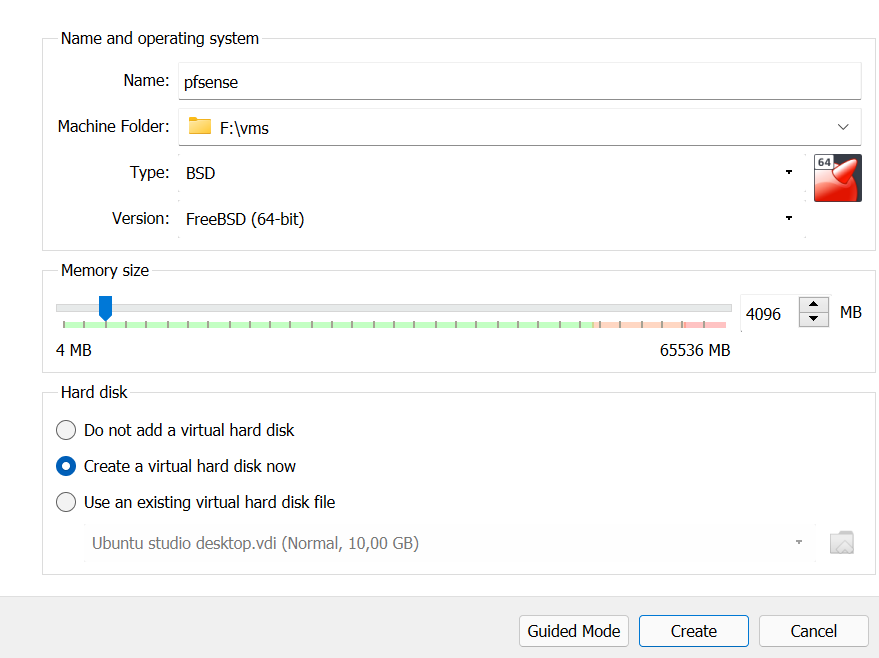 Name and operating system
Name: pfsense
Machine Folder: F:\vms
Type: BSD
64
Version: FreeBSD (64-bit)
Memory size
4096 MB
4 MB 65536 MB
Hard disk
Do not add a virtual hard disk
Create a virtual hard disk now
Use an existing virtual hard disk file
Ubuntu studio desktop.vdi (Normal, 10,00 GB)
Guided Mode Create Cancel